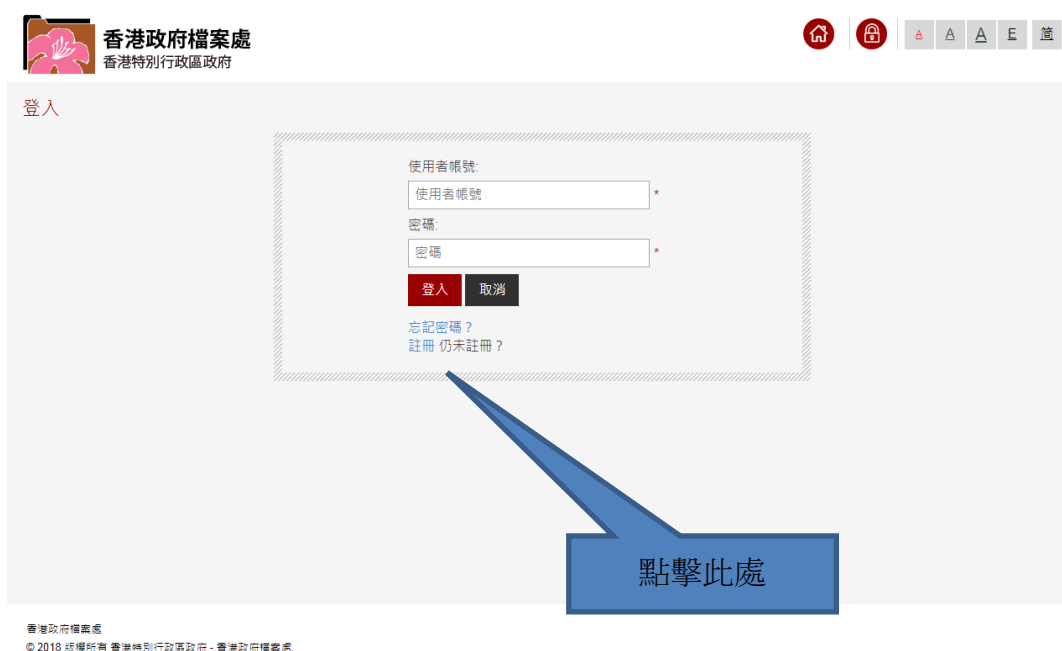 香港政府檔案處
香港特別行政區政府
A A A E 简
登入
使用者帳號:
使用者帳號 *
密碼:
密碼 *
登入 取消
忘記密碼？
註冊 仍未註冊？
點擊此處
香港政府檔案處
© 2018 版權所有 香港特別行政區政府 - 香港政府檔案處.